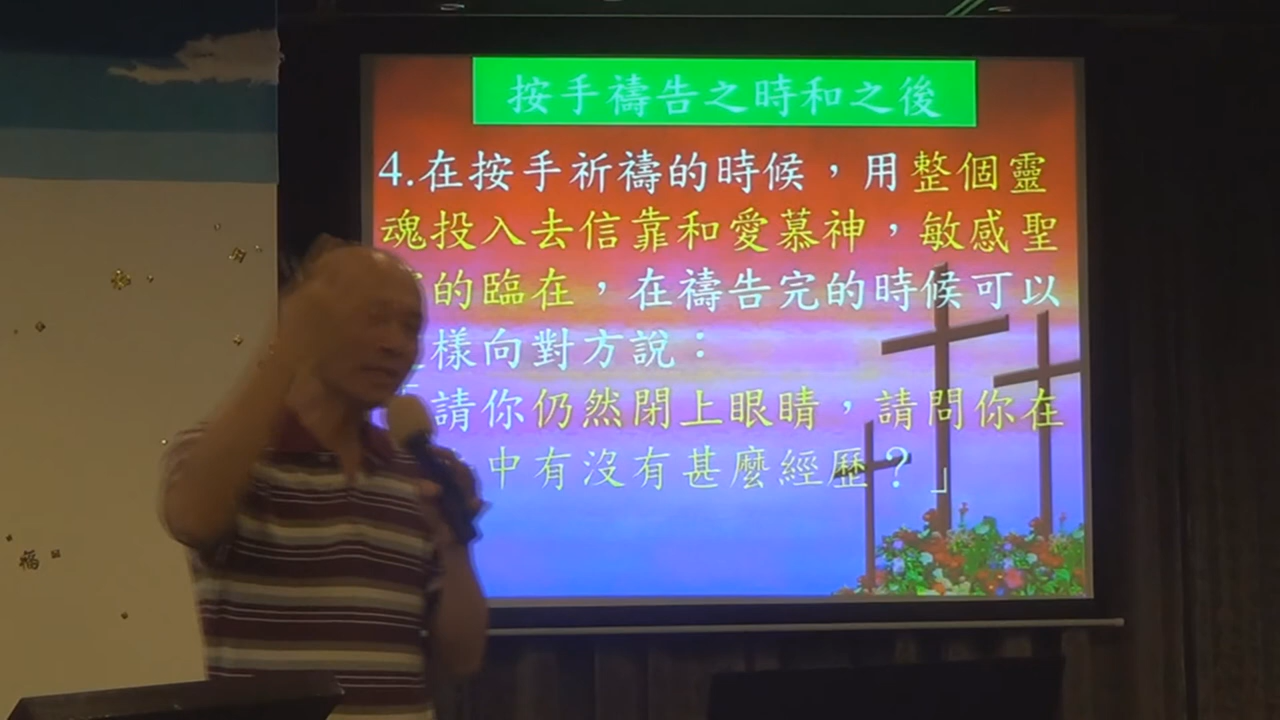 按手禱告之時和之後
4.在按手祈禱的時候，用整個靈
魂投入去信靠和愛慕神，敏感聖
的臨在，在禱告完的時候可以
樣向對方說：
「請你仍然閉上眼睛，請問你在
中有沒有甚麼經歷？」
福